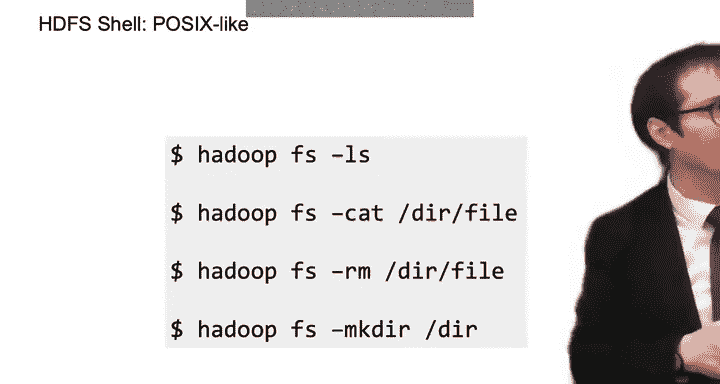 HDFS Shell: POSIX-like
$ hadoop fs –ls
$ hadoop fs –cat /dir/file
$ hadoop fs –rm /dir/file
$ hadoop fs –mkdir /dir